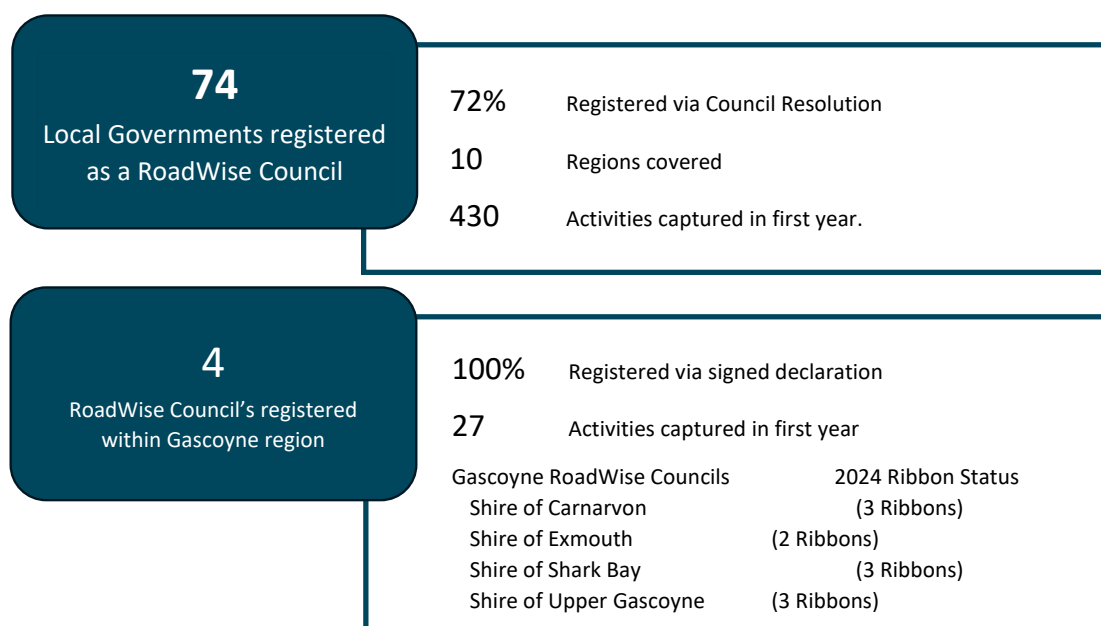 74
Local Governments registered
as a RoadWise Council
72% Registered via Council Resolution
10 Regions covered
430 Activities captured in first year.
4
RoadWise Council’s registered
within Gascoyne region
100% Registered via signed declaration
27 Activities captured in first year
Gascoyne RoadWise Councils 2024 Ribbon Status
Shire of Carnarvon (3 Ribbons)
Shire of Exmouth (2 Ribbons)
Shire of Shark Bay (3 Ribbons)
Shire of Upper Gascoyne (3 Ribbons)